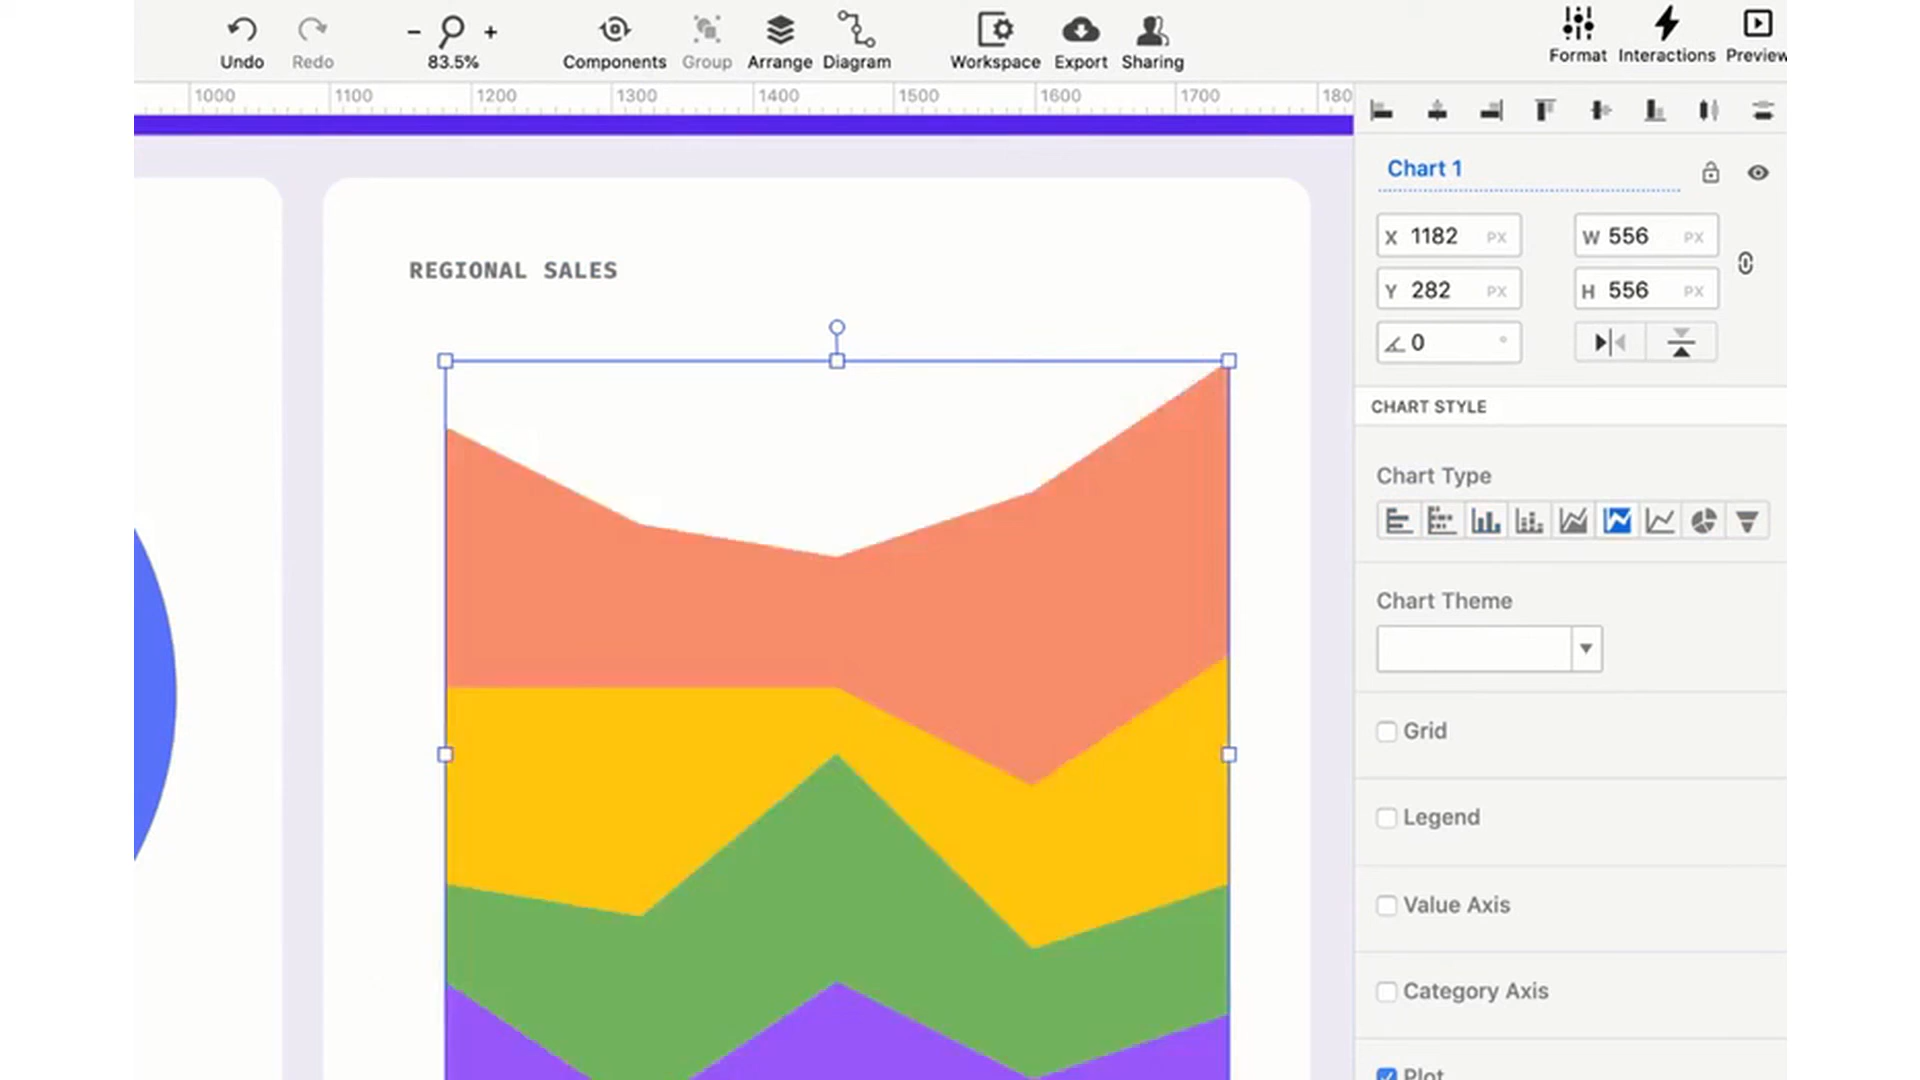 Undo Redo 83.5% Components Group Arrange Diagram Workspace Export Sharing Format Interactions Preview
1000 1100 1200 1300 1400 1500 1600 1700 180
Chart 1
X 1182 PX W 556 PX
Y 282 PX H 556 PX
0 °
CHART STYLE
Chart Type
Chart Theme
Grid
Legend
Value Axis
Category Axis
Plot
REGIONAL SALES